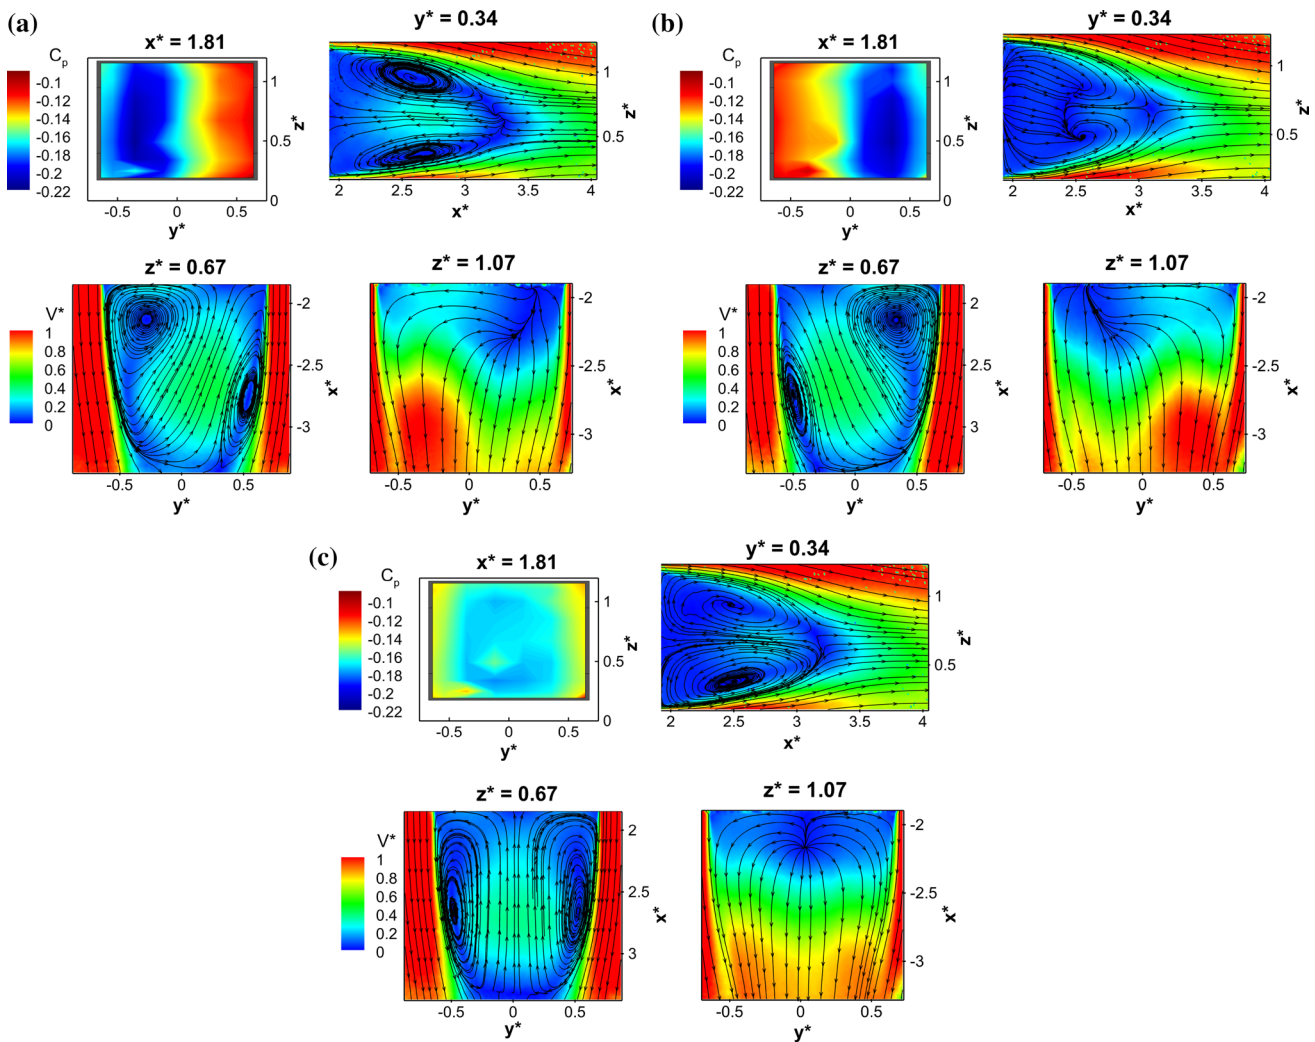 (a)
x* = 1.81
C_p
-0.1
-0.12
-0.14
-0.16
-0.18
-0.2
-0.22
1
0.5
0
z*
-0.5 0 0.5
y*
y* = 0.34
1
0.5
z*
2 2.5 3 3.5 4
x*
z* = 0.67
V*
1
0.8
0.6
0.4
0.2
0
-2
-2.5
-3
x*
-0.5 0 0.5
y*
z* = 1.07
-2
-2.5
-3
x*
-0.5 0 0.5
y*
(b)
x* = 1.81
C_p
-0.1
-0.12
-0.14
-0.16
-0.18
-0.2
-0.22
1
0.5
0
z*
-0.5 0 0.5
y*
y* = 0.34
1
0.5
z*
2 2.5 3 3.5 4
x*
z* = 0.67
V*
1
0.8
0.6
0.4
0.2
0
-2
-2.5
-3
x*
-0.5 0 0.5
y*
z* = 1.07
-2
-2.5
-3
x*
-0.5 0 0.5
y*
(c)
x* = 1.81
C_p
-0.1
-0.12
-0.14
-0.16
-0.18
-0.2
-0.22
1
0.5
0
z*
-0.5 0 0.5
y*
y* = 0.34
1
0.5
z*
2 2.5 3 3.5 4
x*
z* = 0.67
V*
1
0.8
0.6
0.4
0.2
0
-2
-2.5
-3
x*
-0.5 0 0.5
y*
z* = 1.07
-2
-2.5
-3
x*
-0.5 0 0.5
y*